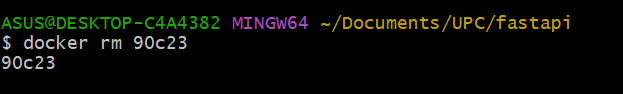 ASUS@DESKTOP-C4A4382 MINGW64 ~/Documents/UPC/fastapi
$ docker rm 90c23
90c23